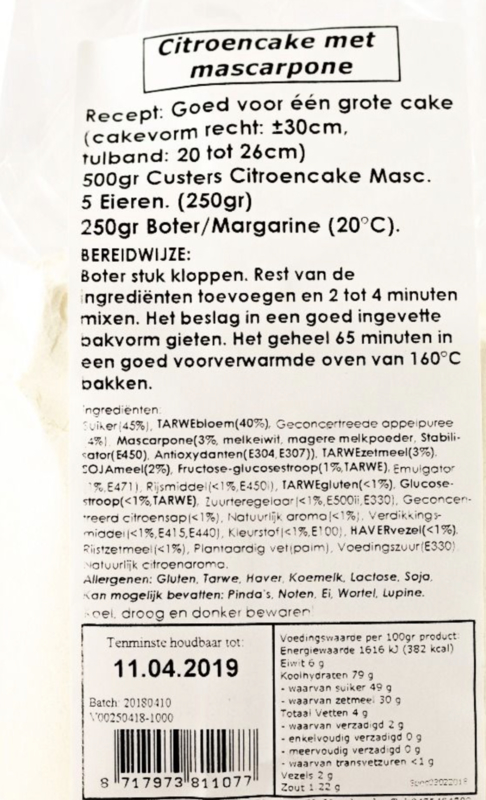 Citroencake met
mascarpone
Recept: Goed voor één grote cake
(cakevorm recht: ±30cm,
tulband: 20 tot 26cm)
500gr Custers Citroencake Masc.
5 Eieren. (250gr)
250gr Boter/Margarine (20°C).
BEREIDWIJZE:
Boter stuk kloppen. Rest van de
ingrediënten toevoegen en 2 tot 4 minuten
mixen. Het beslag in een goed ingevette
bakvorm gieten. Het geheel 65 minuten in
een goed voorverwarmde oven van 160°C
bakken.
Ingrediënten:
Suiker(45%), TARWEbloem(40%), Geconcertreede appelpuree
4%), Mascarpone(3%, melkeiwit, magere melkpoeder, Stabili-
sator(E450), Antioxydanten(E304,E307)), TARWEzetmeel(3%),
SOJAmeel(2%), Fructose-glucosestroop(1%,TARWE), Emulgator
1%,E471), Rijsmiddel(<1%,E450i), TARWEgluten(<1%), Glucose-
stroop(<1%,TARWE), Zuurteregelaar(<1%,E500ii,E330), Geconcen-
treerd citroensap(<1%), Natuurlijk aroma(<1%), Verdikkings-
middel(<1%,E415,E440), Kleurstof(<1%,E100), HAVERvezel(<1%),
Rijstzetmeel(<1%), Plantaardig vet(palm), Voedingszuur(E330),
Natuurlijk citroenaroma.
Allergenen: Gluten, Tarwe, Haver, Koemelk, Lactose, Soja.
Kan mogelijk bevatten: Pinda's, Noten, Ei, Wortel, Lupine.
Koel, droog en donker bewaren!
Tenminste houdbaar tot:
11.04.2019
Batch: 20180410
V00250418-1000
8 717973 811077
Voedingswaarde per 100gr product:
Energiewaarde 1616 kJ (382 kcal)
Eiwit 6 g
Koolhydraten 79 g
- waarvan suiker 49 g
- waarvan zetmeel 30 g
Totaal Vetten 4 g
- waarvan verzadigd 2 g
- enkelvoudig verzadigd 0 g
- meervoudig verzadigd 0 g
- waarvan transvetzuren <1 g
Vezels 2 g
Zout 1.22 g